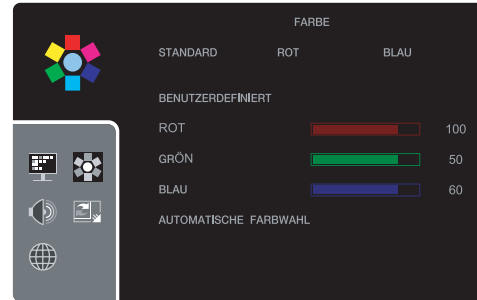 FARBE
STANDARD ROT BLAU
BENUTZERDEFINIERT
ROT 100
GRÖN 50
BLAU 60
AUTOMATISCHE FARBWAHL